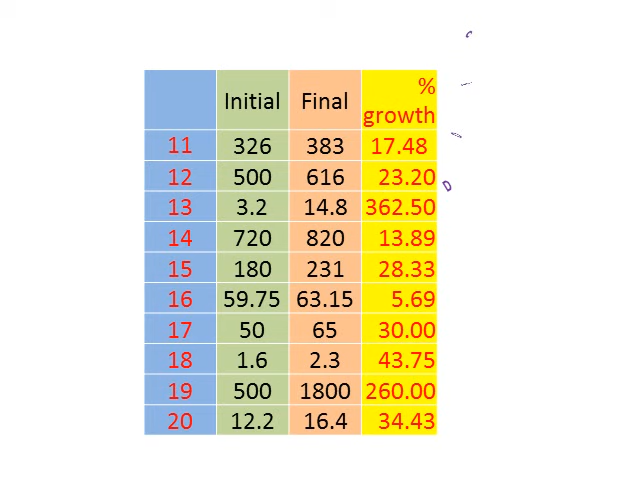 Initial Final % growth
11 326 383 17.48
12 500 616 23.20
13 3.2 14.8 362.50
14 720 820 13.89
15 180 231 28.33
16 59.75 63.15 5.69
17 50 65 30.00
18 1.6 2.3 43.75
19 500 1800 260.00
20 12.2 16.4 34.43